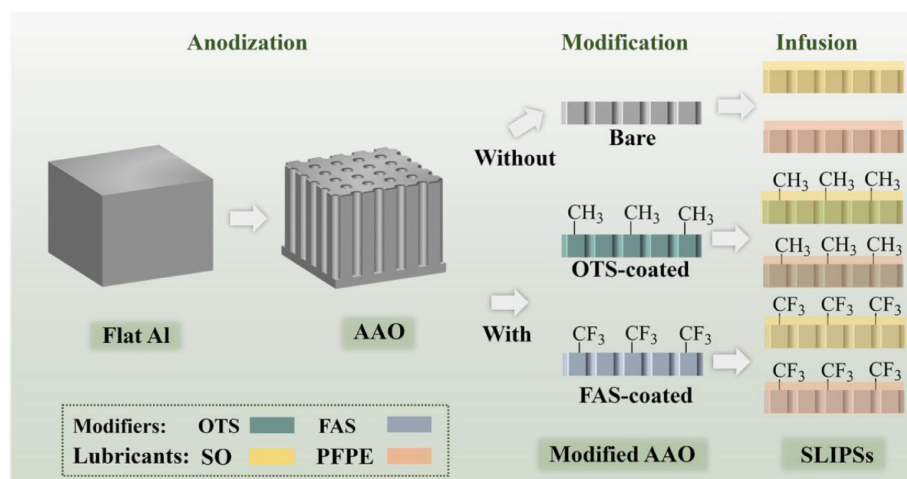 Anodization
Modification
Infusion
Without
Bare
CH₃ CH₃ CH₃
OTS-coated
With
CF₃ CF₃ CF₃
FAS-coated
CH₃ CH₃ CH₃
CH₃ CH₃ CH₃
CF₃ CF₃ CF₃
CF₃ CF₃ CF₃
Flat Al
AAO
Modifiers: OTS FAS
Lubricants: SO PFPE
Modified AAO
SLIPSs